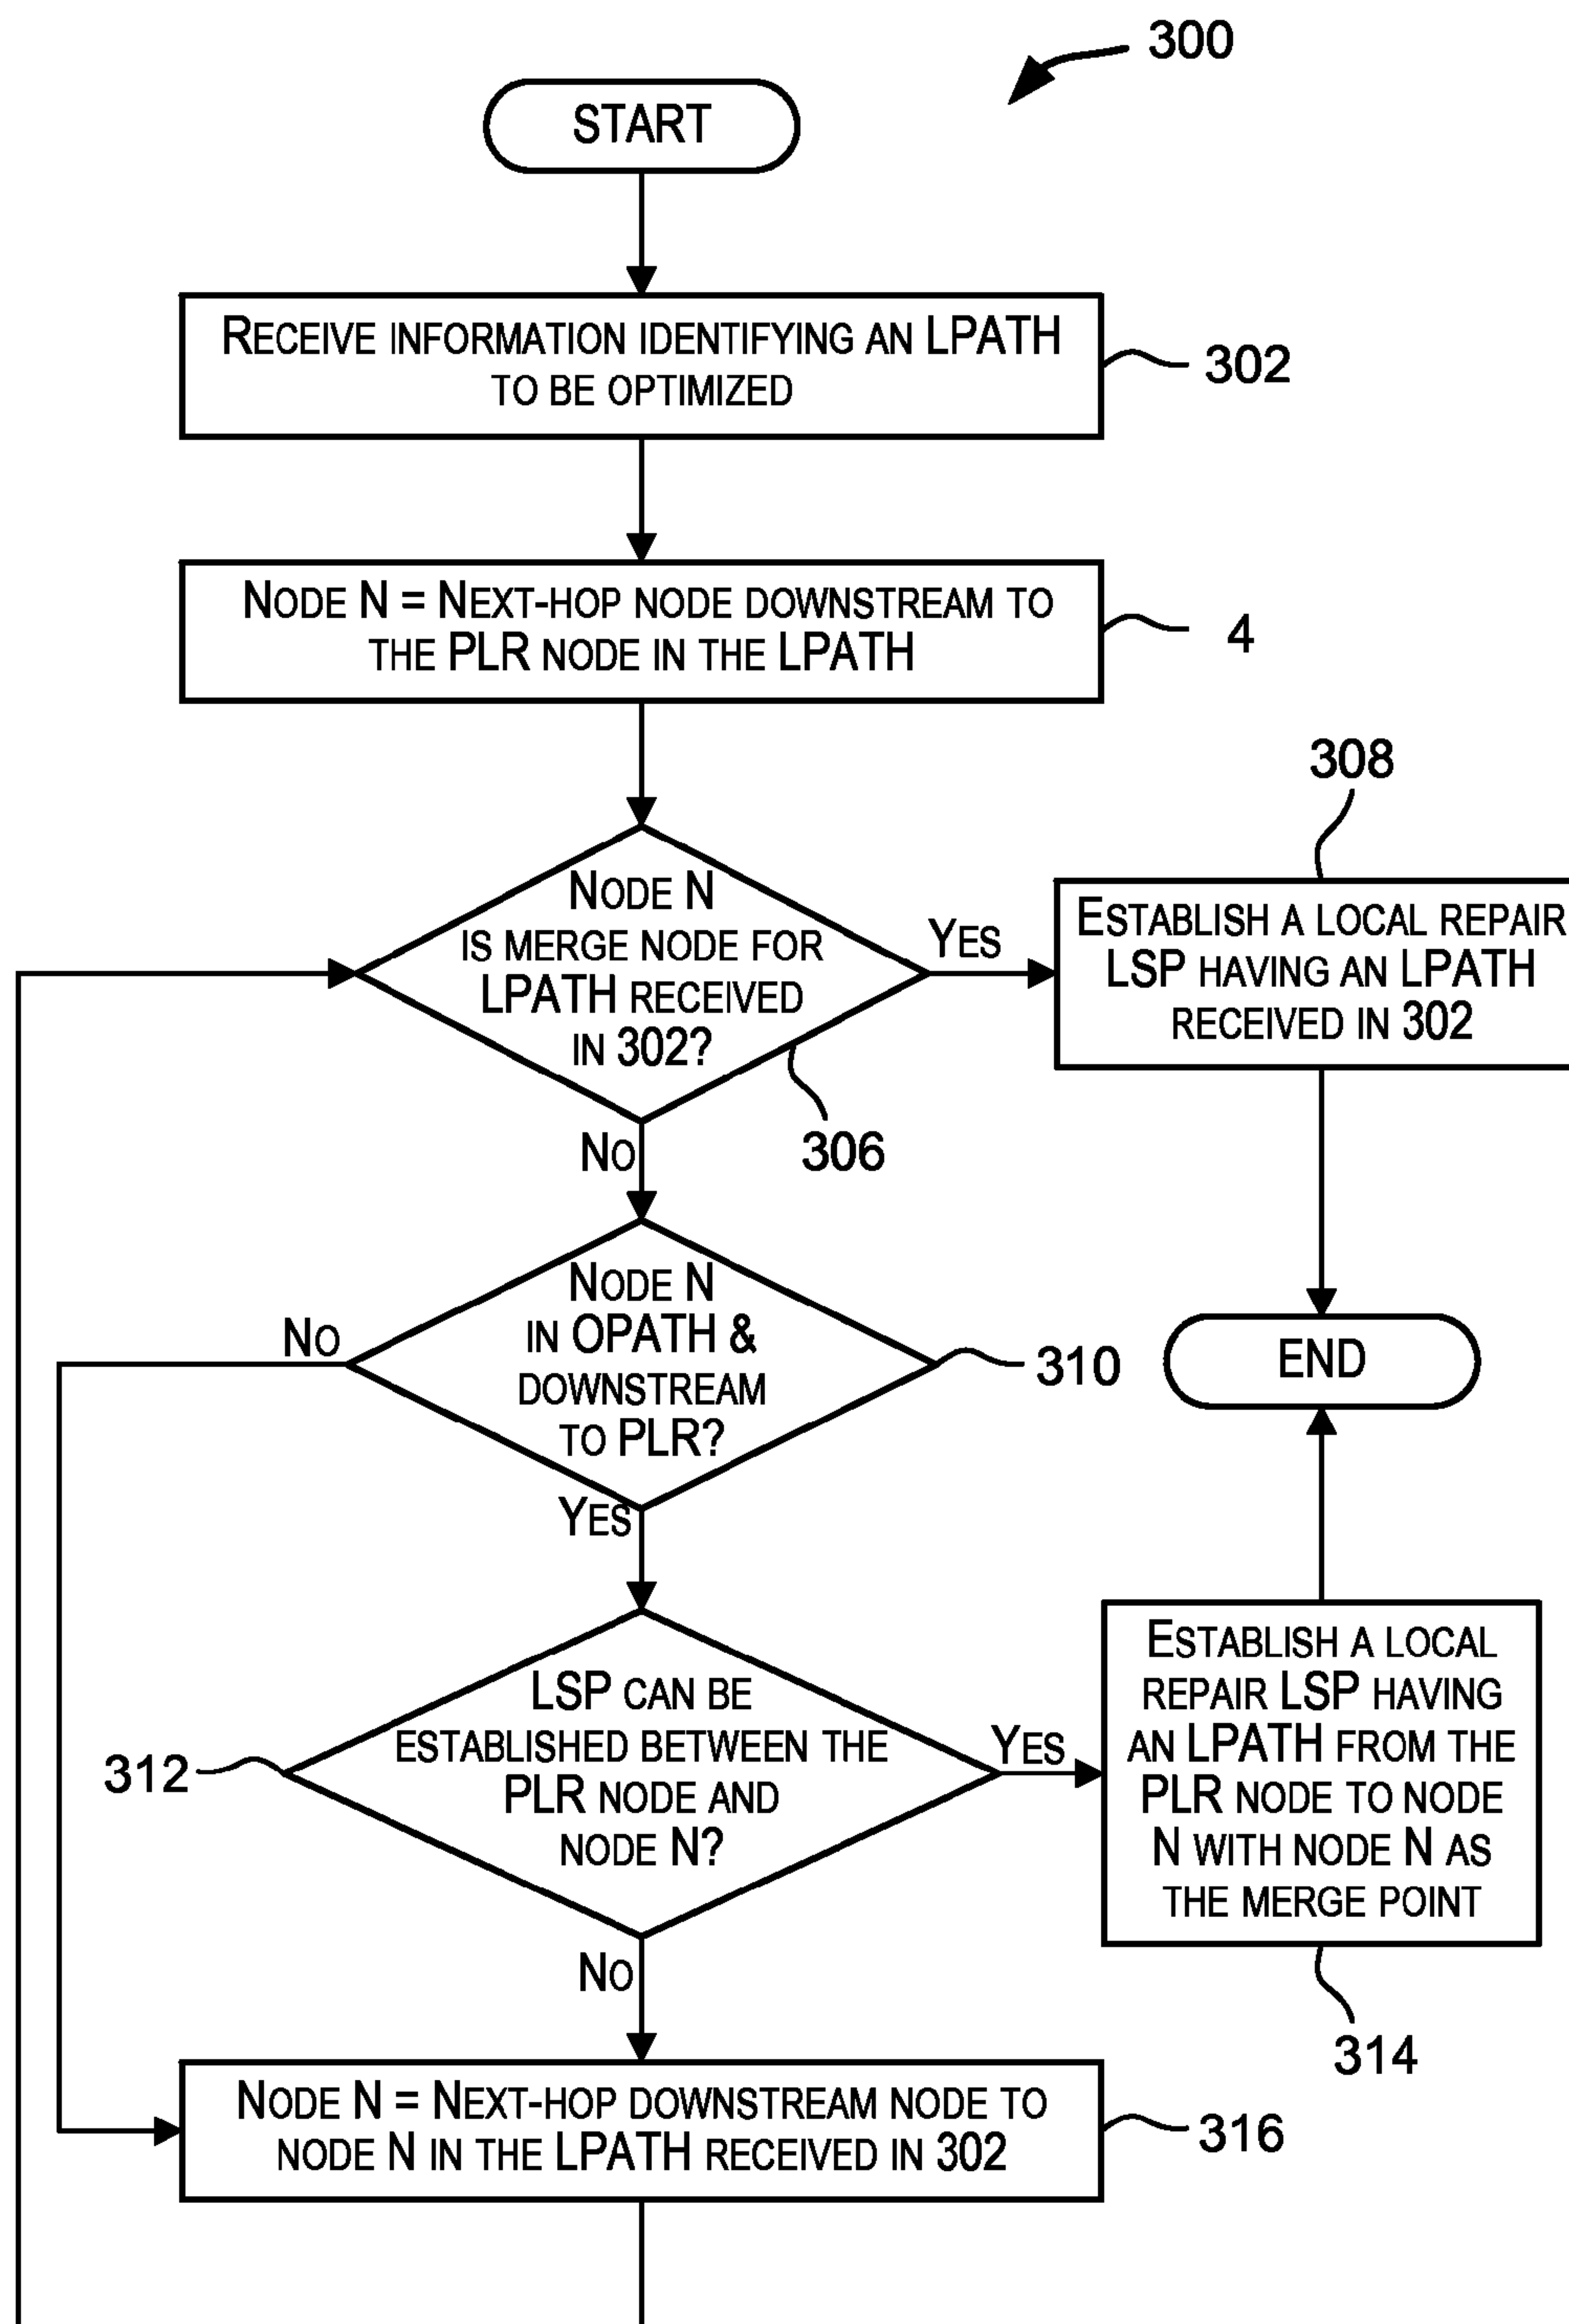 300
START
RECEIVE INFORMATION IDENTIFYING AN LPATH
TO BE OPTIMIZED
302
NODE N = NEXT-HOP NODE DOWNSTREAM TO
THE PLR NODE IN THE LPATH
4
308
NODE N
IS MERGE NODE FOR
LPATH RECEIVED
IN 302?
YES
ESTABLISH A LOCAL REPAIR
LSP HAVING AN LPATH
RECEIVED IN 302
NO
306
NODE N
IN OPATH &
DOWNSTREAM
TO PLR?
NO
310
END
YES
LSP CAN BE
ESTABLISHED BETWEEN THE
PLR NODE AND
NODE N?
312
YES
ESTABLISH A LOCAL
REPAIR LSP HAVING
AN LPATH FROM THE
PLR NODE TO NODE
N WITH NODE N AS
THE MERGE POINT
NO
314
NODE N = NEXT-HOP DOWNSTREAM NODE TO
NODE N IN THE LPATH RECEIVED IN 302
316